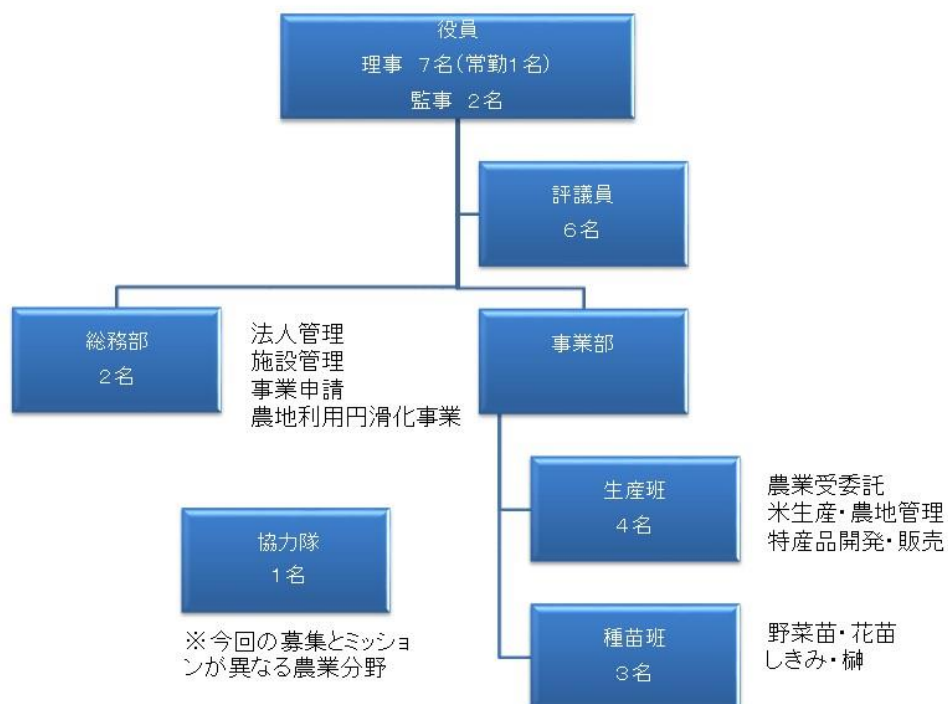 役員
理事 7名(常勤1名)
監事 2名
評議員
6名
総務部
2名
法人管理
施設管理
事業申請
農地利用円滑化事業
事業部
生産班
4名
農業受委託
米生産・農地管理
特産品開発・販売
協力隊
1名
※今回の募集とミッショ
ンが異なる農業分野
種苗班
3名
野菜苗・花苗
しきみ・榊